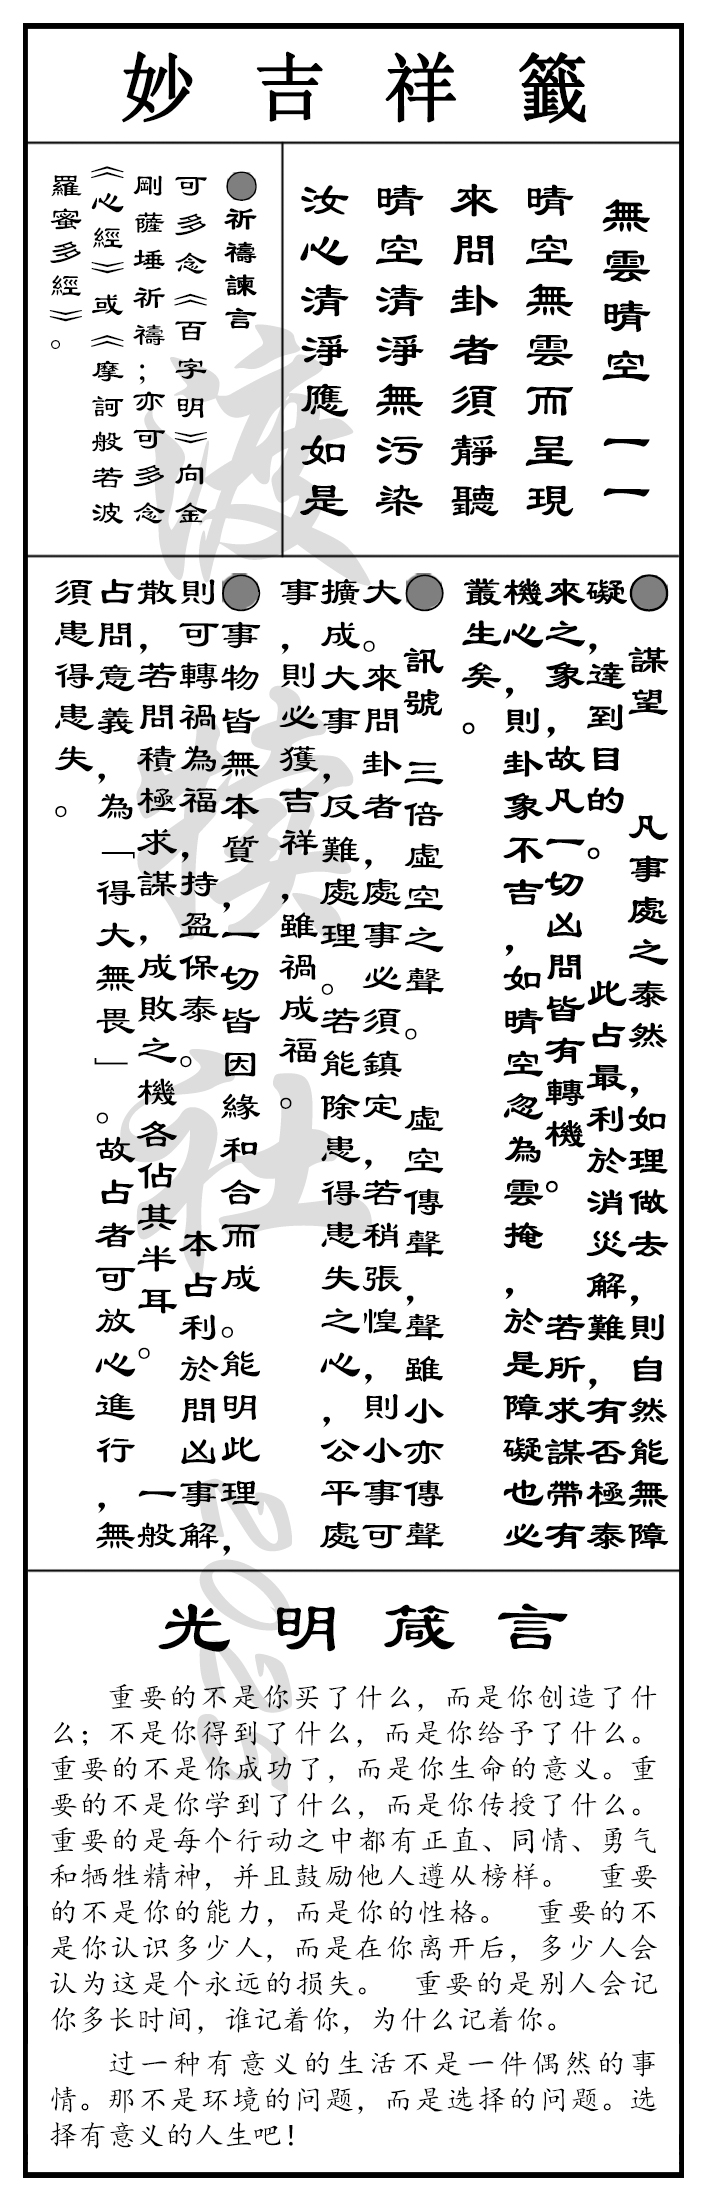 妙吉祥籤
無雲晴空 一一
晴空無雲而呈現
來問卦者須靜聽
晴空清淨無污染
汝心清淨應如是
●祈禱諫言
可多念《百字明》向金
剛薩埵祈禱；亦可多念
《心經》或《摩訶般若波
羅蜜多經》。
● 謀望 凡事處之泰然，如理做去，則自然能無障
礙，達到目的。 此占最利於消災解難，有否極泰
來之象，故凡一切凶問皆有轉機。 若所求謀帶有
機心，則卦象不吉，如晴空忽為雲掩，於是障礙也必
叢生矣。
● 訊號 三倍虛空之聲。 虛空傳聲，聲雖小亦傳聲
大。來問卦者，處事必須鎮定，若稍張惶，則小事可
擴成大事，反難處理。若能除患得患失之心，公平處
事，則必獲吉祥，雖禍成福。
●事物皆無本質，一切皆因緣和合而成。能明此理，
則可轉禍為福，持盈保泰。 本占利於問凶事解
散，若問積極求謀，成敗之機各佔其半耳。 一般
占問意義，為「得大無畏」。故占者可放心進行，無
須患得患失。
光明箴言
重要的不是你买了什么，而是你创造了什
么；不是你得到了什么，而是你给予了什么。
重要的不是你成功了，而是你生命的意义。重
要的不是你学到了什么，而是你传授了什么。
重要的是每个行动之中都有正直、同情、勇气
和牺牲精神，并且鼓励他人遵从榜样。 重要
的不是你的能力，而是你的性格。 重要的不
是你认识多少人，而是在你离开后，多少人会
认为这是个永远的损失。 重要的是别人会记
你多长时间，谁记着你，为什么记着你。
过一种有意义的生活不是一件偶然的事
情。那不是环境的问题，而是选择的问题。选
择有意义的人生吧！
渡
社
2025